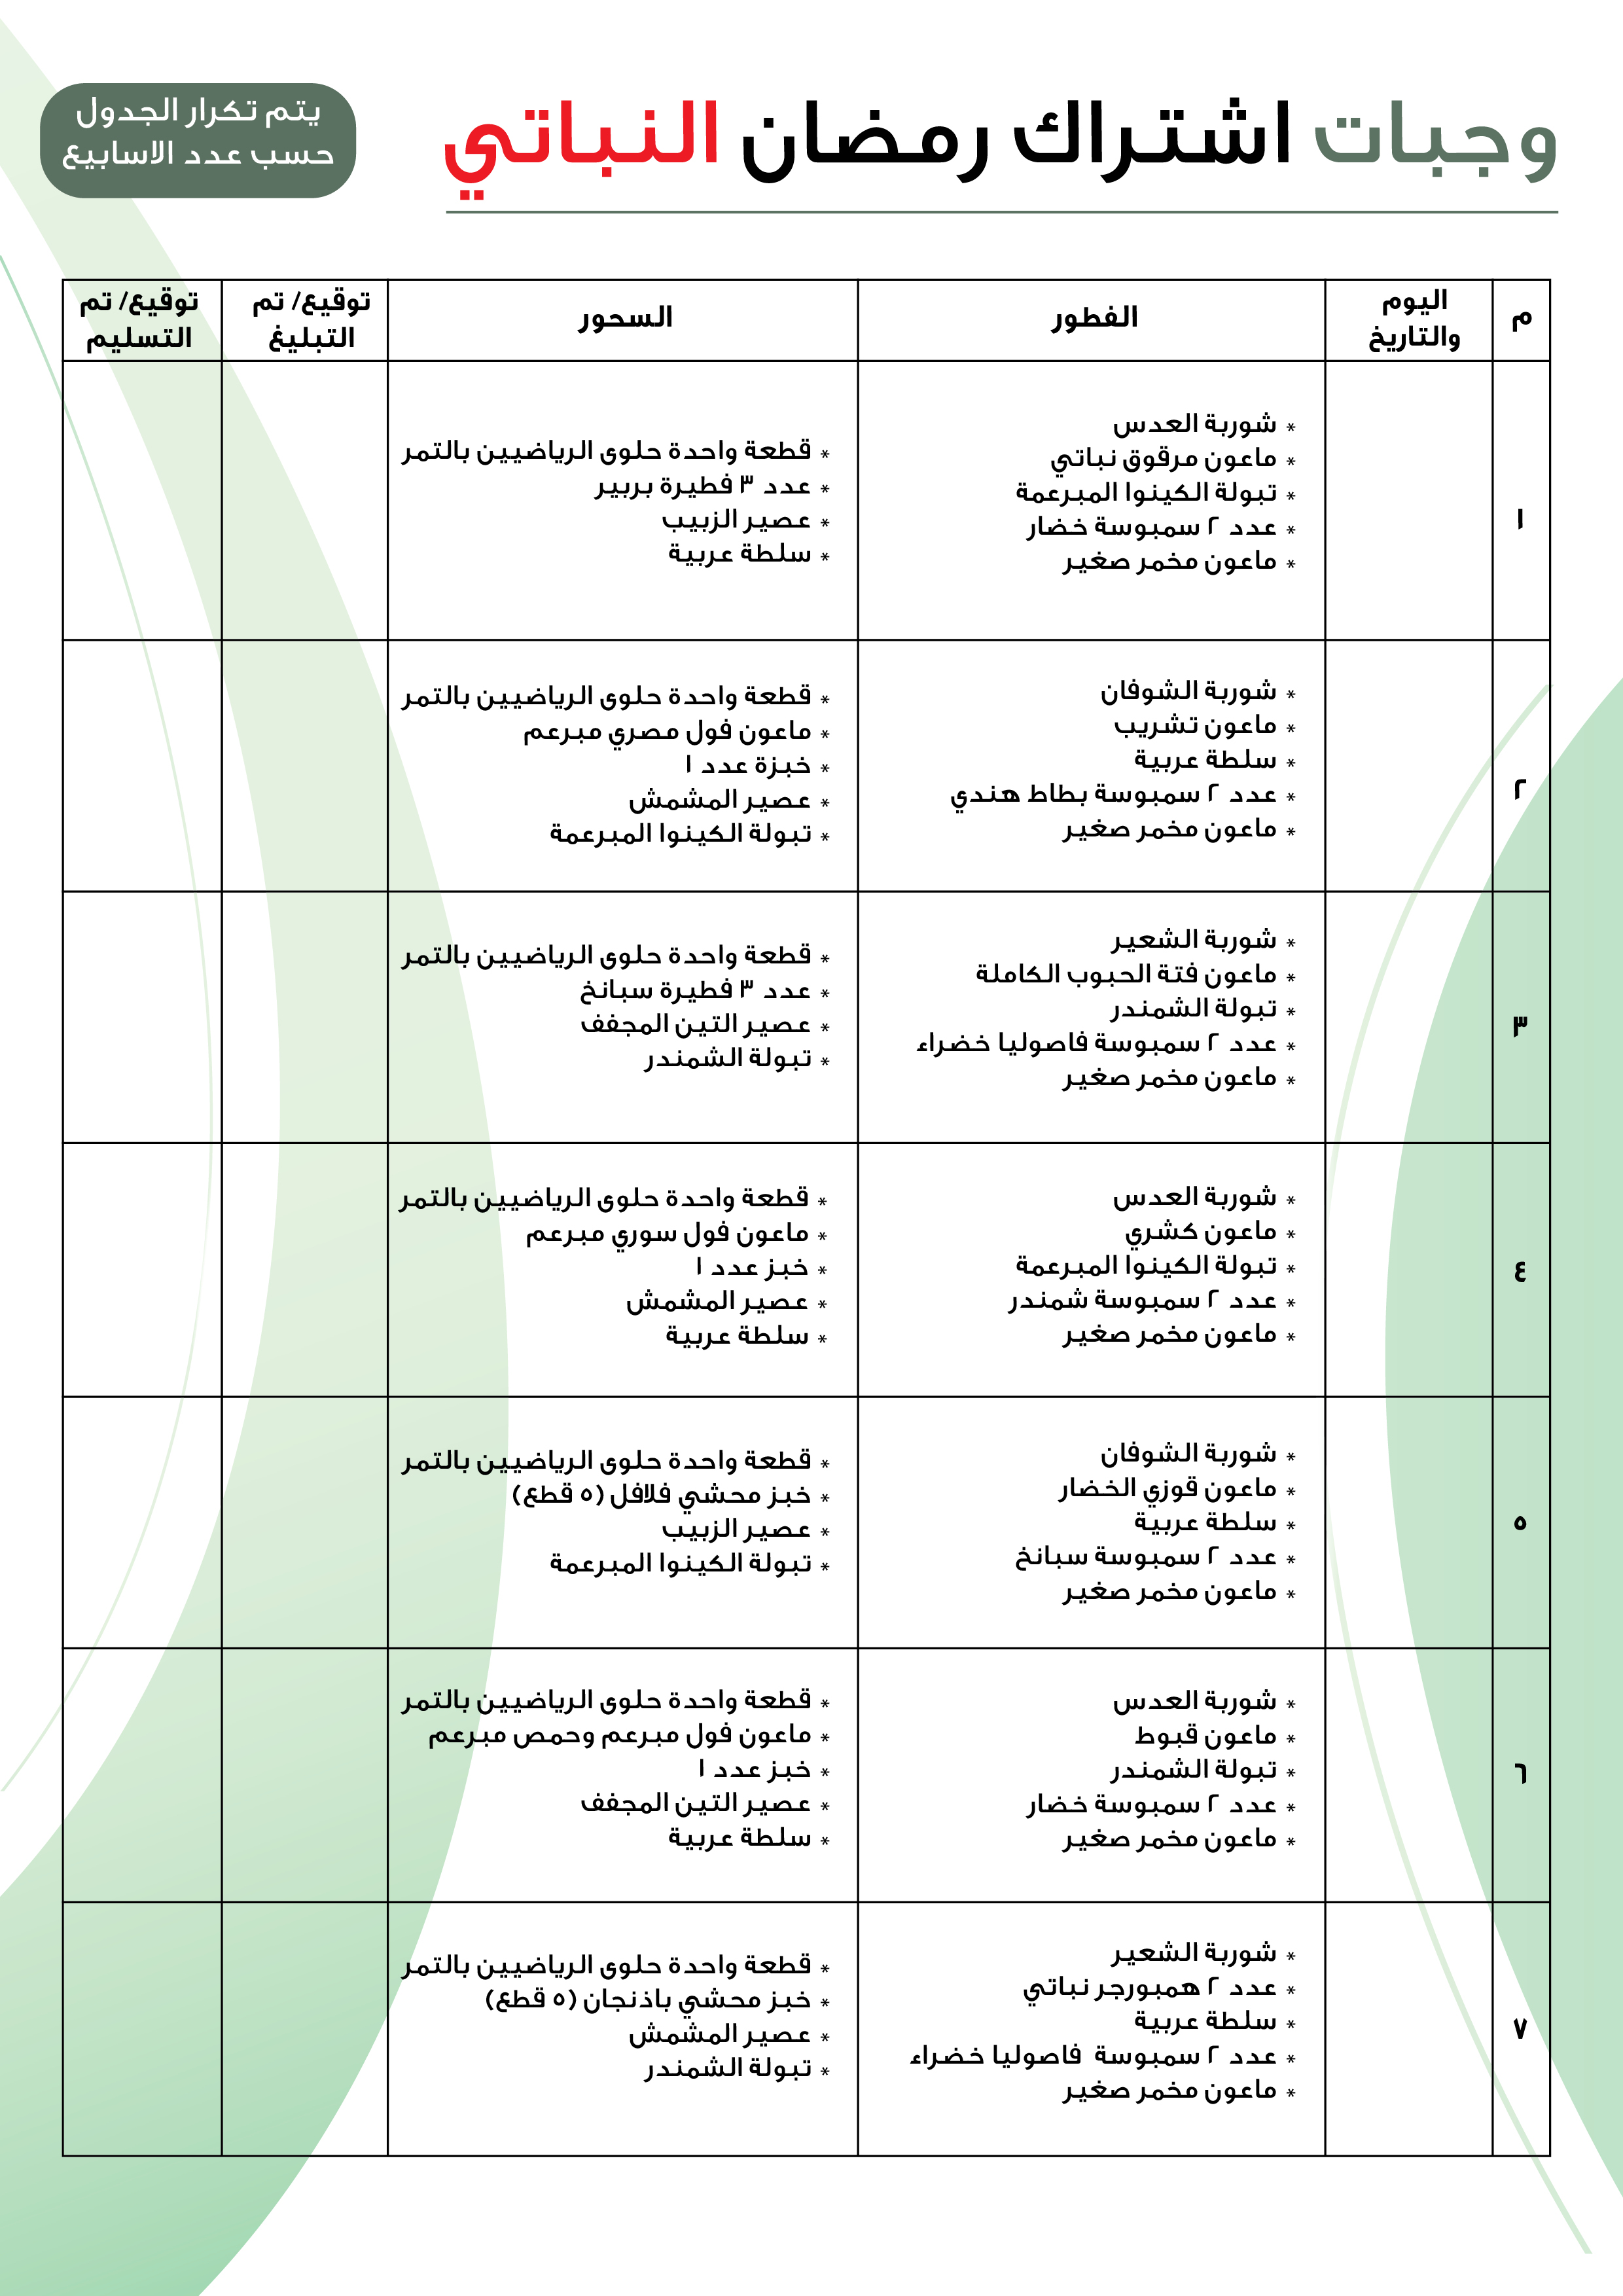 وجبات اشتراك رمضان النباتي
يتم تكرار الجدول
حسب عدد الاسابيع
م
اليوم
والتاريخ
الفطور
السحور
توقيع/ تم
التبليغ
توقيع/ تم
التسليم
١
* شوربة العدس
* ماعون مرقوق نباتي
* تبولة الكينوا المبرعمة
* عدد ٢ سمبوسة خضار
* ماعون مخمر صغير
* قطعة واحدة حلوى الرياضيين بالتمر
* عدد ٣ فطيرة بربير
* عصير الزبيب
* سلطة عربية
٢
* شوربة الشوفان
* ماعون تشريب
* سلطة عربية
* عدد ٢ سمبوسة بطاط هندي
* ماعون مخمر صغير
* قطعة واحدة حلوى الرياضيين بالتمر
* ماعون فول مصري مبرعم
* خبزة عدد ١
* عصير المشمش
* تبولة الكينوا المبرعمة
٣
* شوربة الشعير
* ماعون فتة الحبوب الكاملة
* تبولة الشمندر
* عدد ٢ سمبوسة فاصوليا خضراء
* ماعون مخمر صغير
* قطعة واحدة حلوى الرياضيين بالتمر
* عدد ٣ فطيرة سبانخ
* عصير التين المجفف
* تبولة الشمندر
٤
* شوربة العدس
* ماعون كشري
* تبولة الكينوا المبرعمة
* عدد ٢ سمبوسة شمندر
* ماعون مخمر صغير
* قطعة واحدة حلوى الرياضيين بالتمر
* ماعون فول سوري مبرعم
* خبز عدد ١
* عصير المشمش
* سلطة عربية
٥
* شوربة الشوفان
* ماعون قوزي الخضار
* سلطة عربية
* عدد ٢ سمبوسة سبانخ
* ماعون مخمر صغير
* قطعة واحدة حلوى الرياضيين بالتمر
* خبز محشي فلافل (٥ قطع)
* عصير الزبيب
* تبولة الكينوا المبرعمة
٦
* شوربة العدس
* ماعون قبوط
* تبولة الشمندر
* عدد ٢ سمبوسة خضار
* ماعون مخمر صغير
* قطعة واحدة حلوى الرياضيين بالتمر
* ماعون فول مبرعم وحمص مبرعم
* خبز عدد ١
* عصير التين المجفف
* سلطة عربية
٧
* شوربة الشعير
* عدد ٢ همبورجر نباتي
* سلطة عربية
* عدد ٢ سمبوسة فاصوليا خضراء
* ماعون مخمر صغير
* قطعة واحدة حلوى الرياضيين بالتمر
* خبز محشي باذنجان (٥ قطع)
* عصير المشمش
* تبولة الشمندر